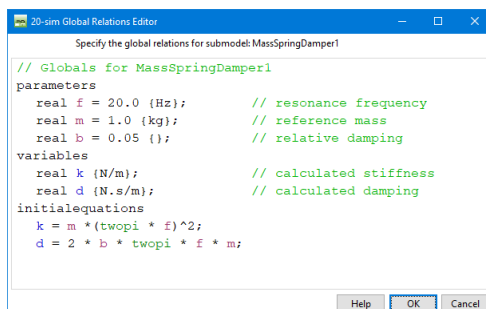 20-sim Global Relations Editor
Specify the global relations for submodel: MassSpringDamper1
// Globals for MassSpringDamper1
parameters
real f = 20.0 {Hz}; // resonance frequency
real m = 1.0 {kg}; // reference mass
real b = 0.05 {}; // relative damping
variables
real k {N/m}; // calculated stiffness
real d {N.s/m}; // calculated damping
initialequations
k = m *(twopi * f)^2;
d = 2 * b * twopi * f * m;
Help OK Cancel